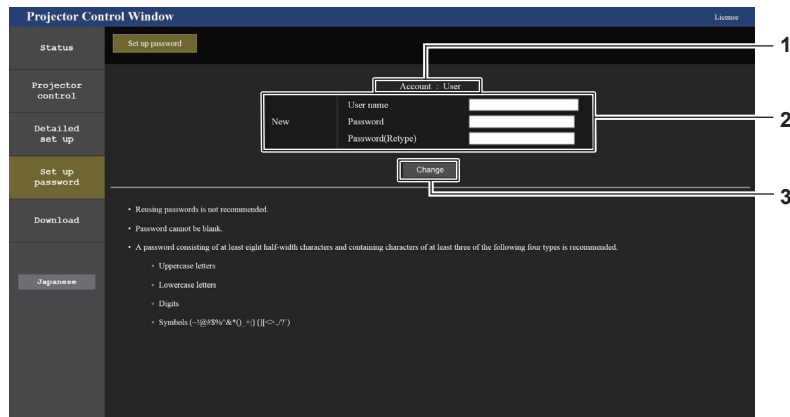 Projector Control Window
License
Status
Set up password
1
Projector
control
Account : User
User name
New
Password
2
Password(Retype)
Detailed
set up
Set up
password
Change
3
Download
• Reusing passwords is not recommended.
• Password cannot be blank.
• A password consisting of at least eight half-width characters and containing characters of at least three of the following four types is recommended.
• Uppercase letters
• Lowercase letters
• Digits
• Symbols (~!@#$%^&*()_+|}{][<>.,/?`)
Japanese